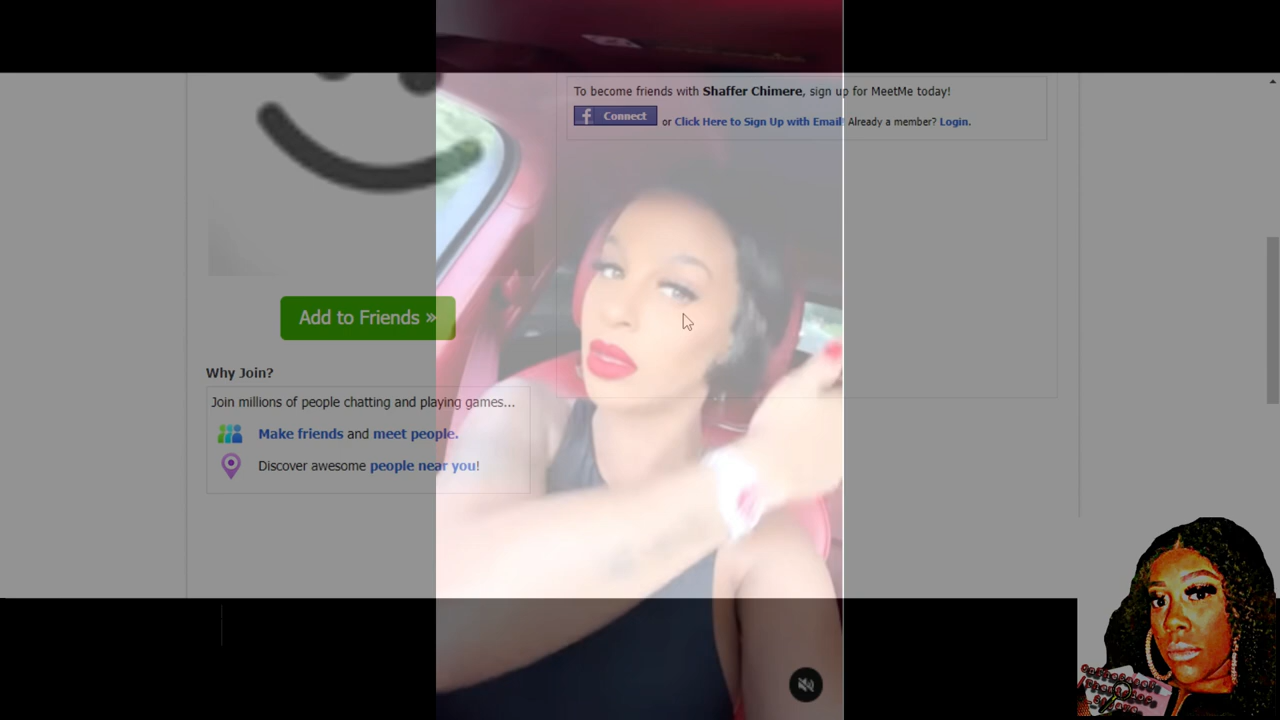 To become friends with Shaffer Chimere, sign up for MeetMe today!
f Connect or Click Here to Sign Up with Email! Already a member? Login.
Add to Friends »
Why Join?
Join millions of people chatting and playing games...
Make friends and meet people.
Discover awesome people near you!